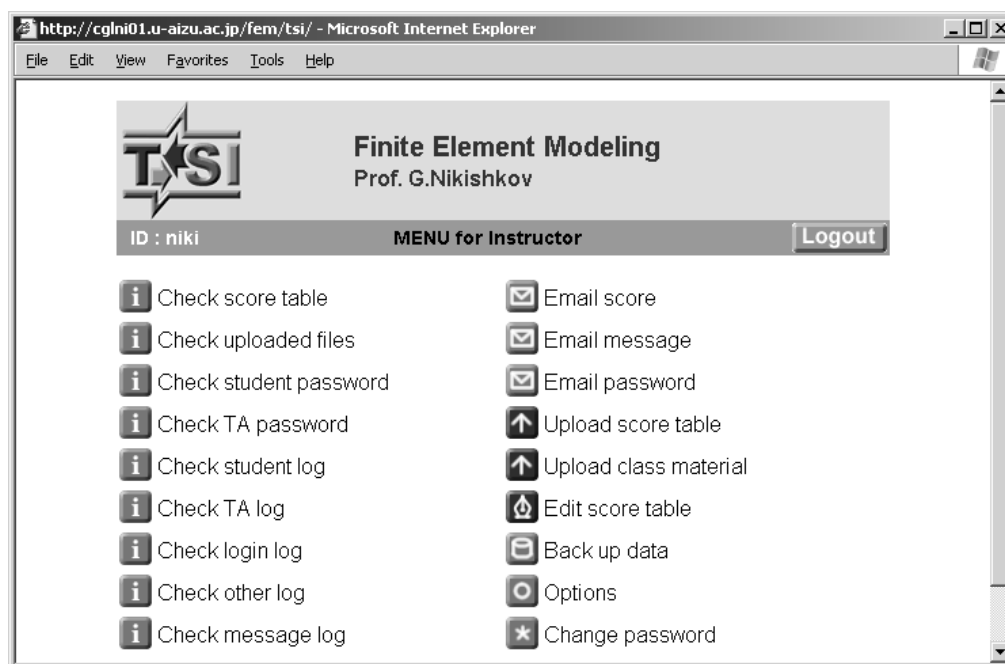 http://cglni01.u-aizu.ac.jp/fem/tsi/ - Microsoft Internet Explorer
File Edit View Favorites Tools Help
TSI
Finite Element Modeling
Prof. G.Nikishkov
ID : niki MENU for Instructor Logout
i Check score table Email score
i Check uploaded files Email message
i Check student password Email password
i Check TA password Upload score table
i Check student log Upload class material
i Check TA log Edit score table
i Check login log Back up data
i Check other log Options
i Check message log Change password